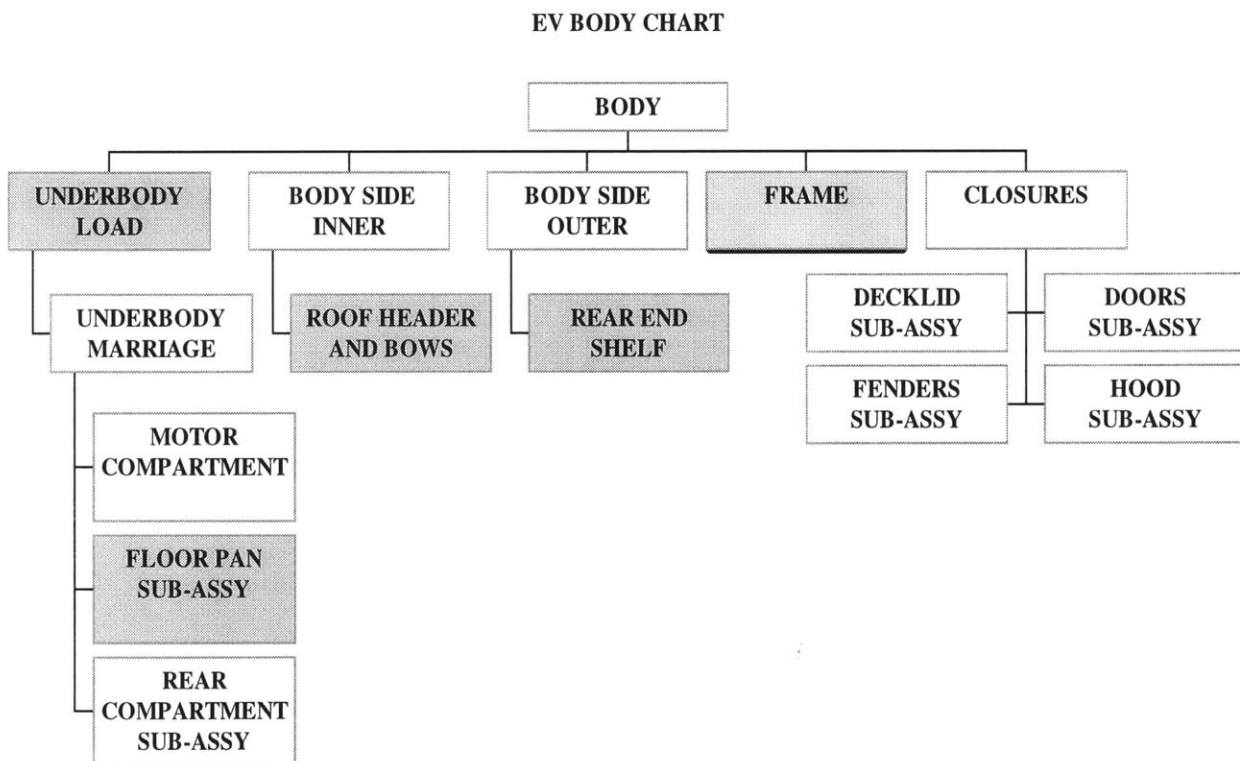 EV BODY CHART
BODY
UNDERBODY
LOAD
BODY SIDE
INNER
BODY SIDE
OUTER
FRAME
CLOSURES
UNDERBODY
MARRIAGE
ROOF HEADER
AND BOWS
REAR END
SHELF
DECKLID
SUB-ASSY
DOORS
SUB-ASSY
FENDERS
SUB-ASSY
HOOD
SUB-ASSY
MOTOR
COMPARTMENT
FLOOR PAN
SUB-ASSY
REAR
COMPARTMENT
SUB-ASSY